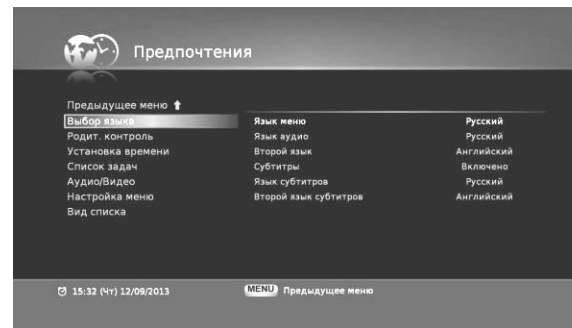 Предпочтения
Предыдущее меню ⬆
Выбор языка
Родит. контроль
Установка времени
Список задач
Аудио/Видео
Настройка меню
Вид списка
Язык меню Русский
Язык аудио Русский
Второй язык Английский
Субтитры Включено
Язык субтитров Русский
Второй язык субтитров Английский
15:32 (Чт) 12/09/2013 MENU Предыдущее меню